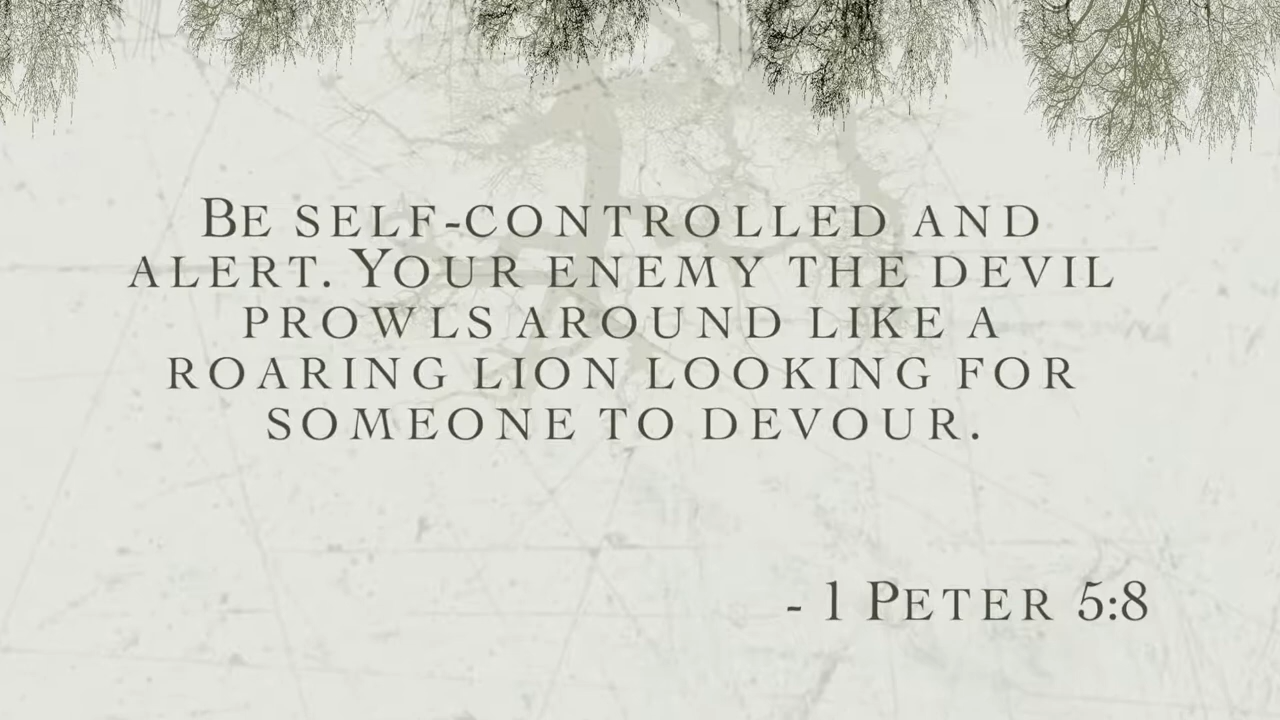 Be self-controlled and
alert. Your enemy the devil
prowls around like a
roaring lion looking for
someone to devour.
- 1 Peter 5:8